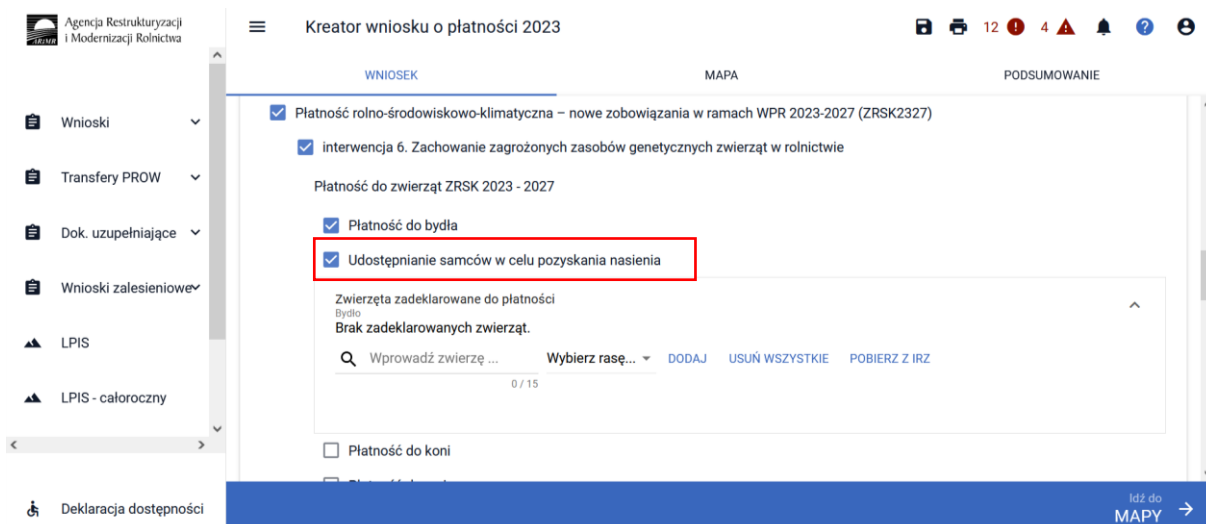 Agencja Restrukturyzacji
i Modernizacji Rolnictwa
ARiMR
Kreator wniosku o płatności 2023
12
4
WNIOSEK
MAPA
PODSUMOWANIE
Wnioski
Transfery PROW
Dok. uzupełniające
Wnioski zalesieniowe
LPIS
LPIS - całoroczny
Deklaracja dostępności
Płatność rolno-środowiskowo-klimatyczna – nowe zobowiązania w ramach WPR 2023-2027 (ZRSK2327)
interwencja 6. Zachowanie zagrożonych zasobów genetycznych zwierząt w rolnictwie
Płatność do zwierząt ZRSK 2023 - 2027
Płatność do bydła
Udostępnianie samców w celu pozyskania nasienia
Zwierzęta zadeklarowane do płatności
Bydło
Brak zadeklarowanych zwierząt.
Wprowadź zwierzę ... Wybierz rasę... DODAJ USUŃ WSZYSTKIE POBIERZ Z IRZ
0 / 15
Płatność do koni
Idź do
MAPY